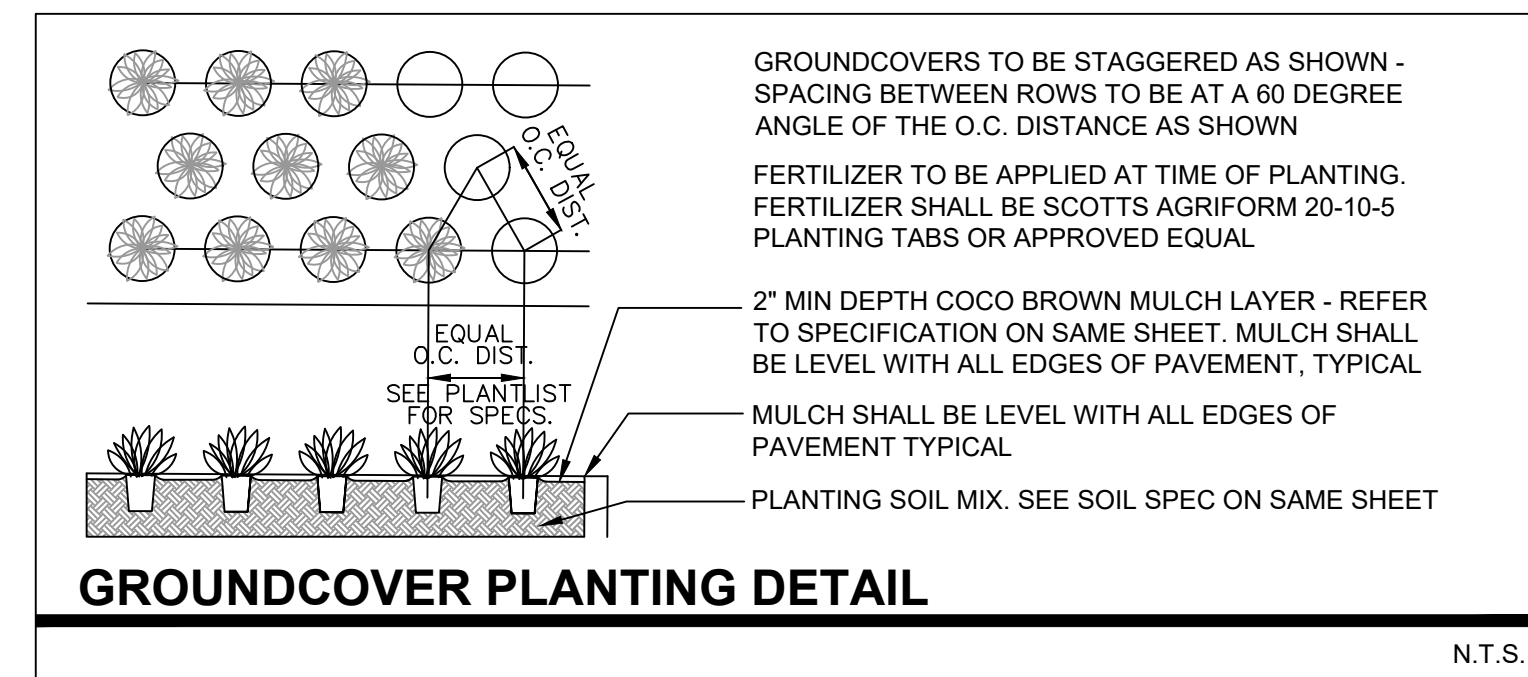 EQUAL
O.C. DIST.
EQUAL
O.C. DIST.
SEE PLANTLIST
FOR SPECS.
GROUNDCOVERS TO BE STAGGERED AS SHOWN -
SPACING BETWEEN ROWS TO BE AT A 60 DEGREE
ANGLE OF THE O.C. DISTANCE AS SHOWN
FERTILIZER TO BE APPLIED AT TIME OF PLANTING.
FERTILIZER SHALL BE SCOTTS AGRIFORM 20-10-5
PLANTING TABS OR APPROVED EQUAL
2" MIN DEPTH COCO BROWN MULCH LAYER - REFER
TO SPECIFICATION ON SAME SHEET. MULCH SHALL
BE LEVEL WITH ALL EDGES OF PAVEMENT, TYPICAL
MULCH SHALL BE LEVEL WITH ALL EDGES OF
PAVEMENT TYPICAL
PLANTING SOIL MIX. SEE SOIL SPEC ON SAME SHEET
GROUNDCOVER PLANTING DETAIL
N.T.S.